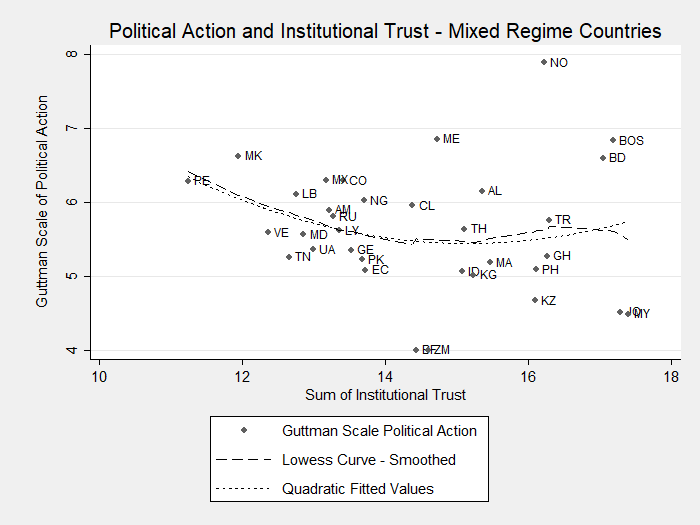 Political Action and Institutional Trust - Mixed Regime Countries
Guttman Scale of Political Action
8
7
6
5
4
NO
ME
BOS
BD
MK
PE
MX
CO
LB
AL
NG
CL
AM
RU
TR
VE
MD
LY
TH
UA
GE
TN
PK
GH
MA
EC
ID
KG
PH
KZ
JO
MY
BF
ZM
10
12
14
16
18
Sum of Institutional Trust
Guttman Scale Political Action
Lowess Curve - Smoothed
Quadratic Fitted Values